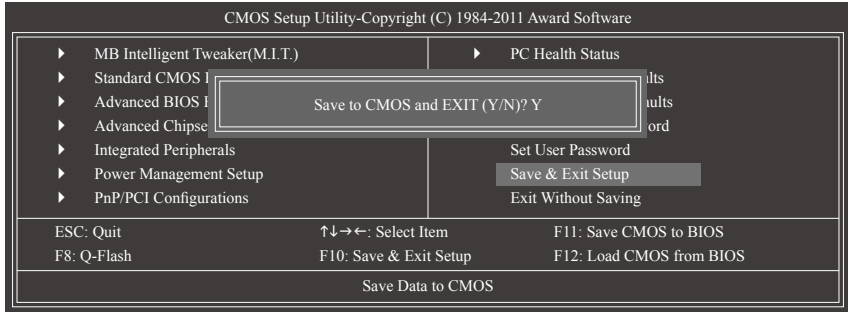 CMOS Setup Utility-Copyright (C) 1984-2011 Award Software
MB Intelligent Tweaker(M.I.T.)
Standard CMOS
Advanced BIOS
Advanced
Integrated Peripherals
Power Management Setup
PnP/PCI Configurations
PC Health Status
Set User Password
Save & Exit Setup
Exit Without Saving
Save to CMOS and EXIT (Y/N)? Y
ESC: Quit ↑↓→←: Select Item F11: Save CMOS to BIOS
F8: Q-Flash F10: Save & Exit Setup F12: Load CMOS from BIOS
Save Data to CMOS